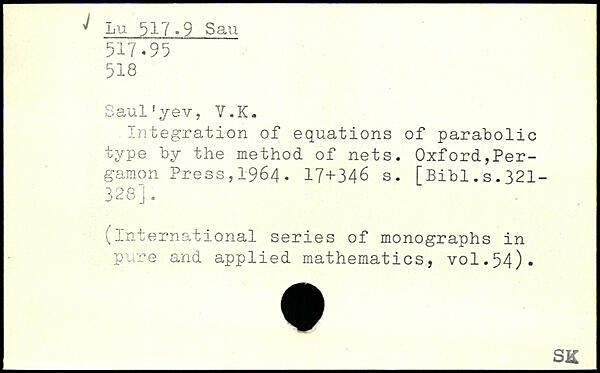 ✓ Lu 517.9 Sau
517.95
518
Saul'yev, V.K.
Integration of equations of parabolic
type by the method of nets. Oxford,Per-
gamon Press,1964. 17+346 s. [Bibl.s.321-
328].
(International series of monographs in
pure and applied mathematics, vol.54).
SK